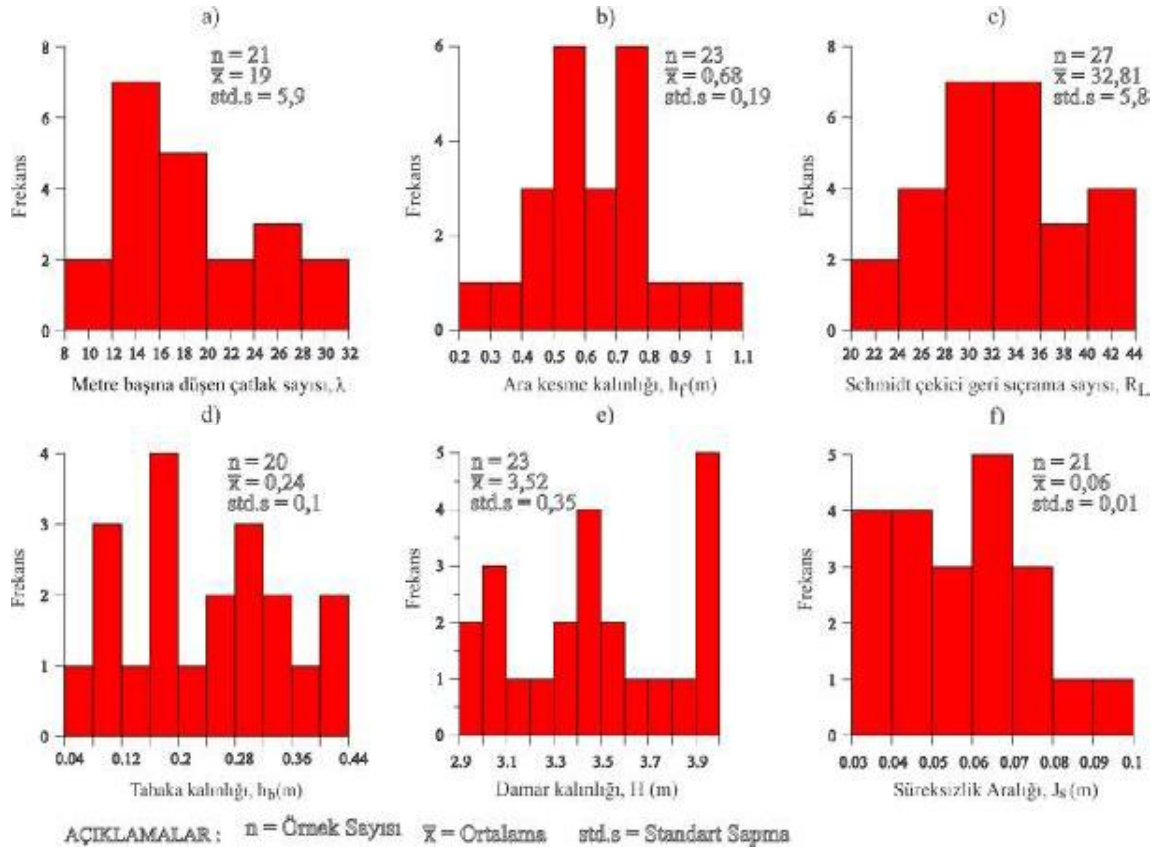 a)
n = 21
x̄ = 19
std.s = 5,9
Frekans
8
6
4
2
0
8 10 12 14 16 18 20 22 24 26 28 30 32
Metre başına düşen çatlak sayısı, λ
b)
n = 23
x̄ = 0,68
std.s = 0,19
Frekans
6
4
2
0
0.2 0.3 0.4 0.5 0.6 0.7 0.8 0.9 1 1.1
Ara kesme kalınlığı, hf(m)
c)
n = 27
x̄ = 32,81
std.s = 5,8
Frekans
8
6
4
2
0
20 22 24 26 28 30 32 34 36 38 40 42 44
Schmidt çekici geri sıçrama sayısı, RL
d)
n = 20
x̄ = 0,24
std.s = 0,1
Frekans
4
3
2
1
0
0.04 0.12 0.2 0.28 0.36 0.44
Tabaka kalınlığı, hb(m)
e)
n = 23
x̄ = 3,52
std.s = 0,35
Frekans
5
4
3
2
1
0
2.9 3.1 3.3 3.5 3.7 3.9
Damar kalınlığı, H (m)
f)
n = 21
x̄ = 0,06
std.s = 0,01
Frekans
5
4
3
2
1
0
0.03 0.04 0.05 0.06 0.07 0.08 0.09 0.1
Süreksizlik Aralığı, Js (m)
AÇIKLAMALAR : n = Örnek Sayısı x̄ = Ortalama std.s = Standart Sapma